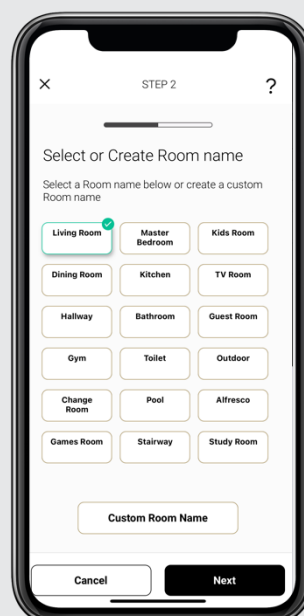 STEP 2
?
Select or Create Room name
Select a Room name below or create a custom
Room name
Living Room
Master
Bedroom
Kids Room
Dining Room
Kitchen
TV Room
Hallway
Bathroom
Guest Room
Gym
Toilet
Outdoor
Change
Room
Pool
Alfresco
Games Room
Stairway
Study Room
Custom Room Name
Cancel
Next